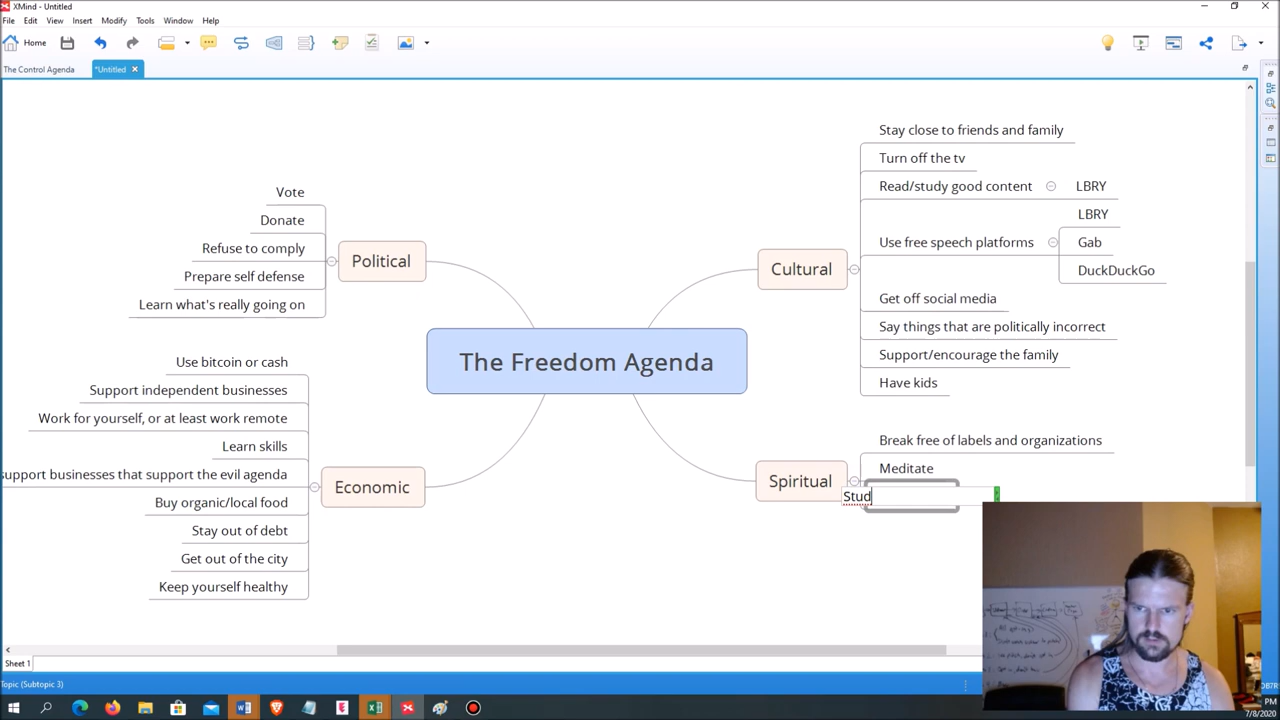 XMind - Untitled
File Edit View Insert Modify Tools Window Help
Home
The Control Agenda
*Untitled
Stay close to friends and family
Turn off the tv
Read/study good content
LBRY
LBRY
Use free speech platforms
Gab
DuckDuckGo
Get off social media
Say things that are politically incorrect
Support/encourage the family
Have kids
Cultural
Vote
Donate
Refuse to comply
Prepare self defense
Learn what's really going on
Political
The Freedom Agenda
Use bitcoin or cash
Support independent businesses
Work for yourself, or at least work remote
Learn skills
support businesses that support the evil agenda
Buy organic/local food
Stay out of debt
Get out of the city
Keep yourself healthy
Economic
Break free of labels and organizations
Meditate
Spiritual
Stud
Sheet 1
Topic (Subtopic 3)
PM
7/8/2020